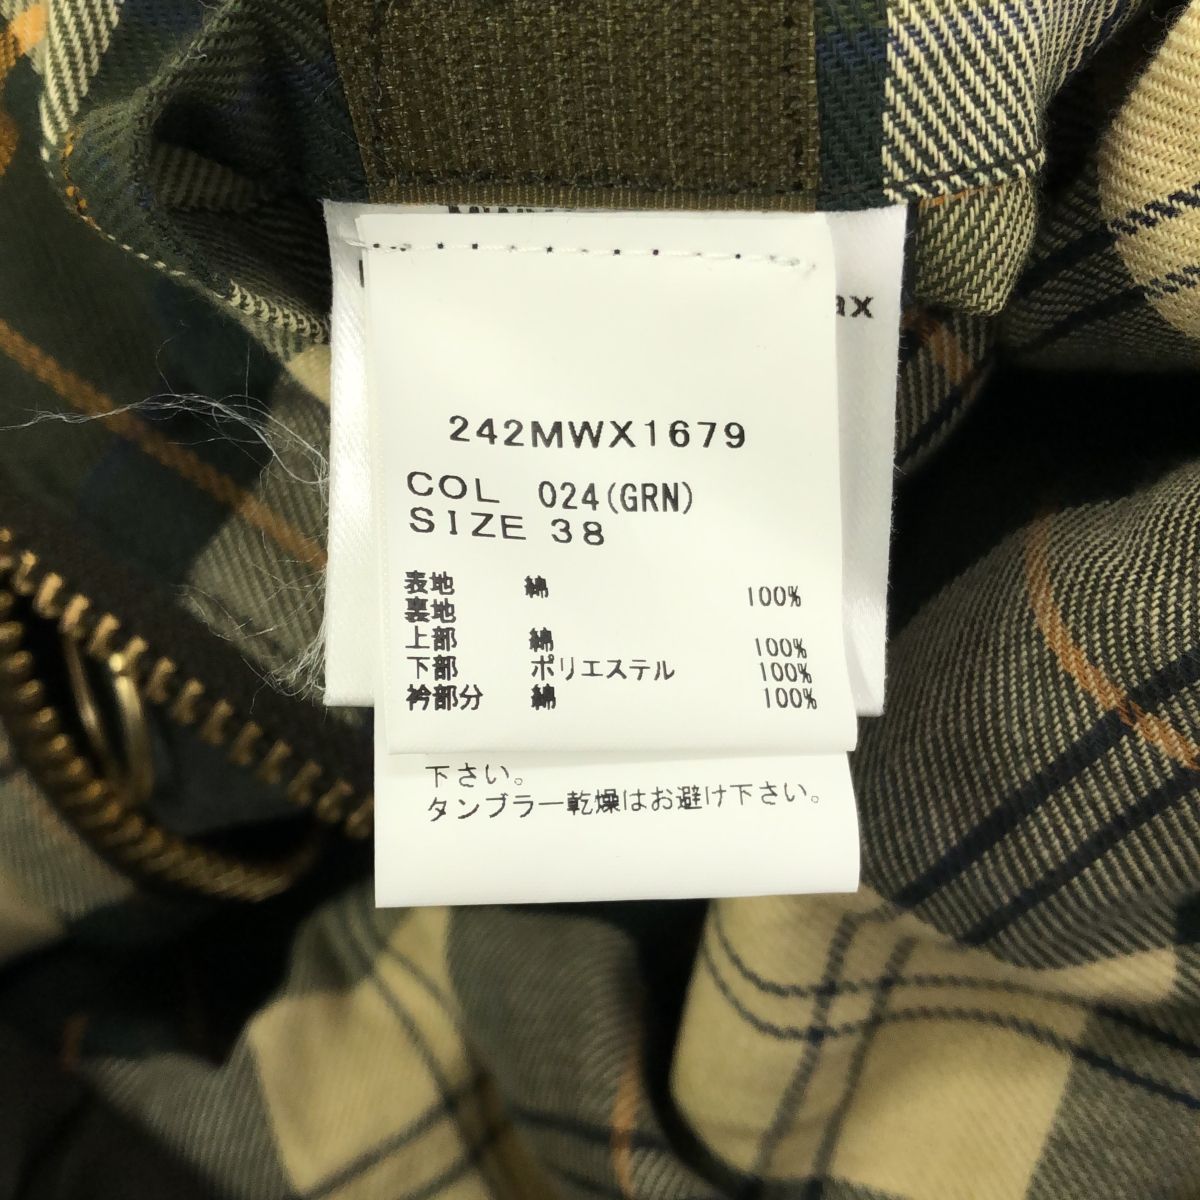 ax
242MWX1679
COL 024(GRN)
SIZE 38
表地 綿 100%
裏地
上部 綿 100%
下部 ポリエステル 100%
衿部分 綿 100%
下さい。
タンブラー乾燥はお避け下さい。